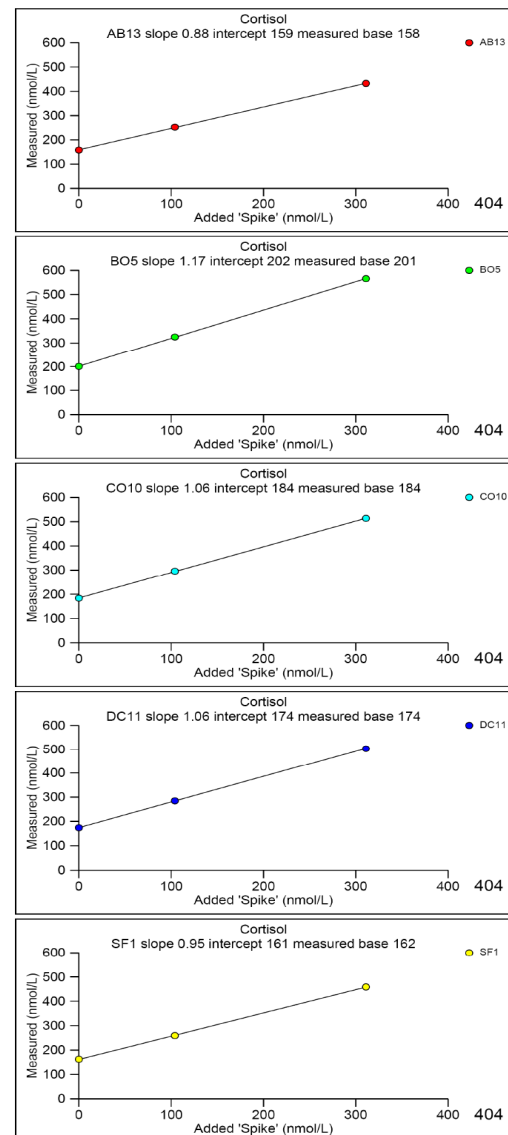 Cortisol
AB13 slope 0.88 intercept 159 measured base 158
AB13
600
500
400
300
200
100
0
Measured (nmol/L)
0 100 200 300 400
Added 'Spike' (nmol/L)
404
Cortisol
BO5 slope 1.17 intercept 202 measured base 201
BO5
600
500
400
300
200
100
0
Measured (nmol/L)
0 100 200 300 400
Added 'Spike' (nmol/L)
404
Cortisol
CO10 slope 1.06 intercept 184 measured base 184
CO10
600
500
400
300
200
100
0
Measured (nmol/L)
0 100 200 300 400
Added 'Spike' (nmol/L)
404
Cortisol
DC11 slope 1.06 intercept 174 measured base 174
DC11
600
500
400
300
200
100
0
Measured (nmol/L)
0 100 200 300 400
Added 'Spike' (nmol/L)
404
Cortisol
SF1 slope 0.95 intercept 161 measured base 162
SF1
600
500
400
300
200
100
0
Measured (nmol/L)
0 100 200 300 400
Added 'Spike' (nmol/L)
404